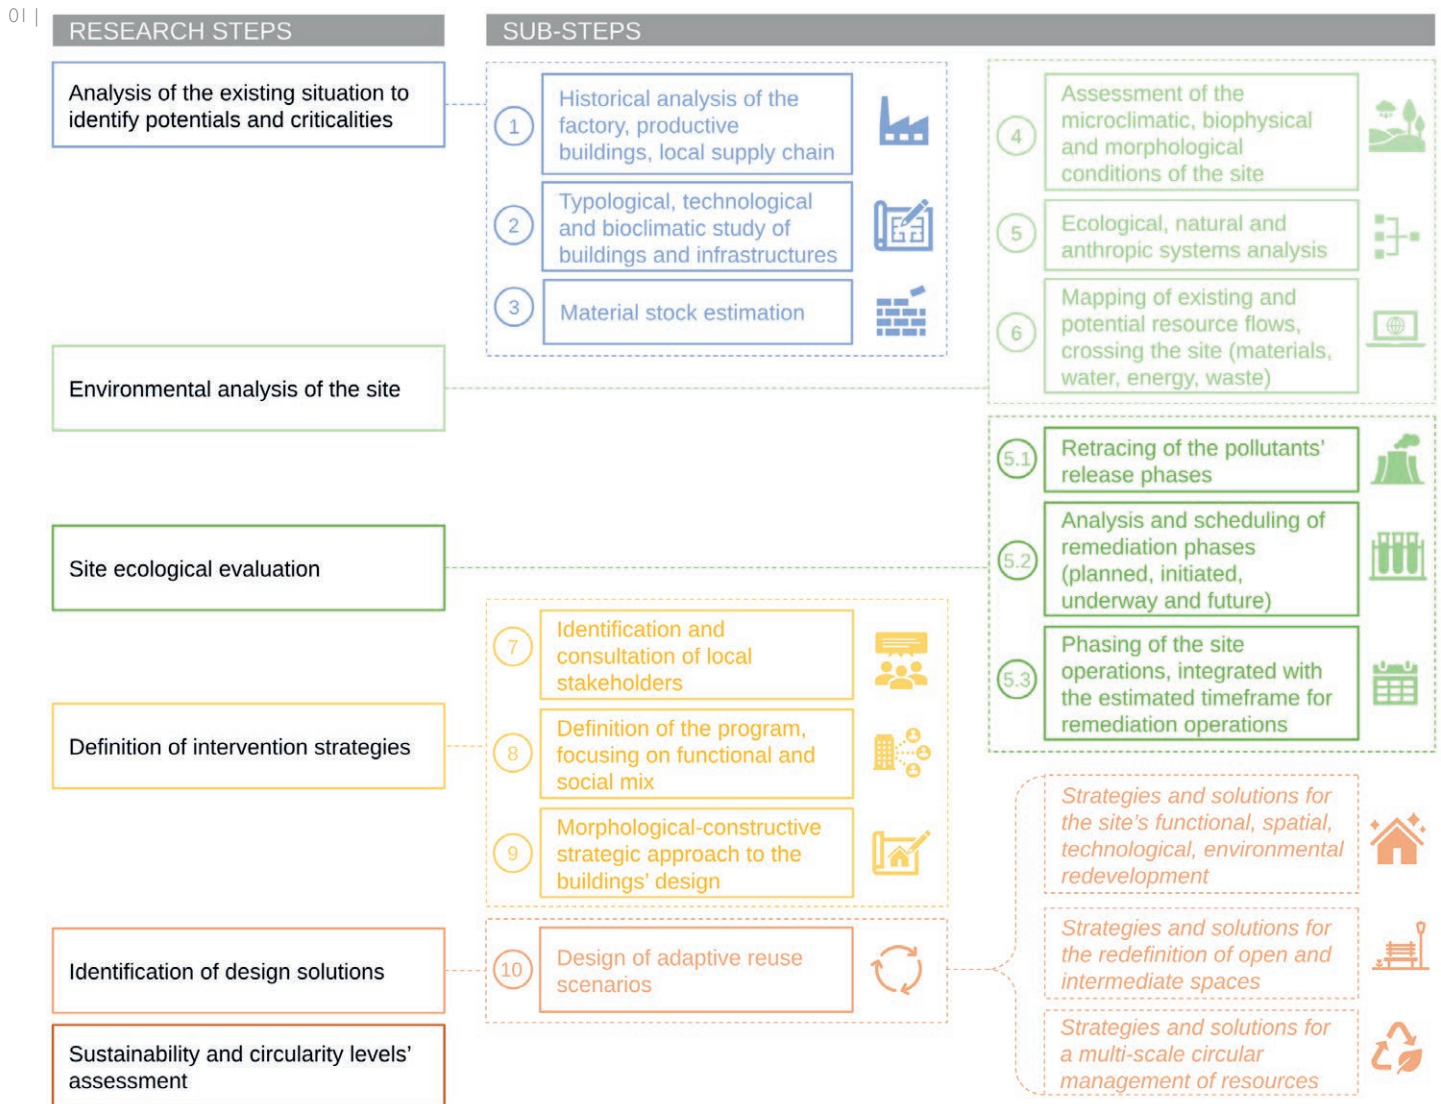 01 |
RESEARCH STEPS
SUB-STEPS
Analysis of the existing situation to
identify potentials and criticalities
1
Historical analysis of the
factory, productive
buildings, local supply chain
2
Typological, technological
and bioclimatic study of
buildings and infrastructures
3
Material stock estimation
4
Assessment of the
microclimatic, biophysical
and morphological
conditions of the site
5
Ecological, natural and
anthropic systems analysis
6
Mapping of existing and
potential resource flows,
crossing the site (materials,
water, energy, waste)
Environmental analysis of the site
5.1
Retracing of the pollutants'
release phases
5.2
Analysis and scheduling of
remediation phases
(planned, initiated,
underway and future)
5.3
Phasing of the site
operations, integrated with
the estimated timeframe for
remediation operations
Site ecological evaluation
7
Identification and
consultation of local
stakeholders
8
Definition of the program,
focusing on functional and
social mix
9
Morphological-constructive
strategic approach to the
buildings' design
Definition of intervention strategies
Identification of design solutions
10
Design of adaptive reuse
scenarios
Strategies and solutions for
the site's functional, spatial,
technological, environmental
redevelopment
Strategies and solutions for
the redefinition of open and
intermediate spaces
Strategies and solutions for
a multi-scale circular
management of resources
Sustainability and circularity levels'
assessment